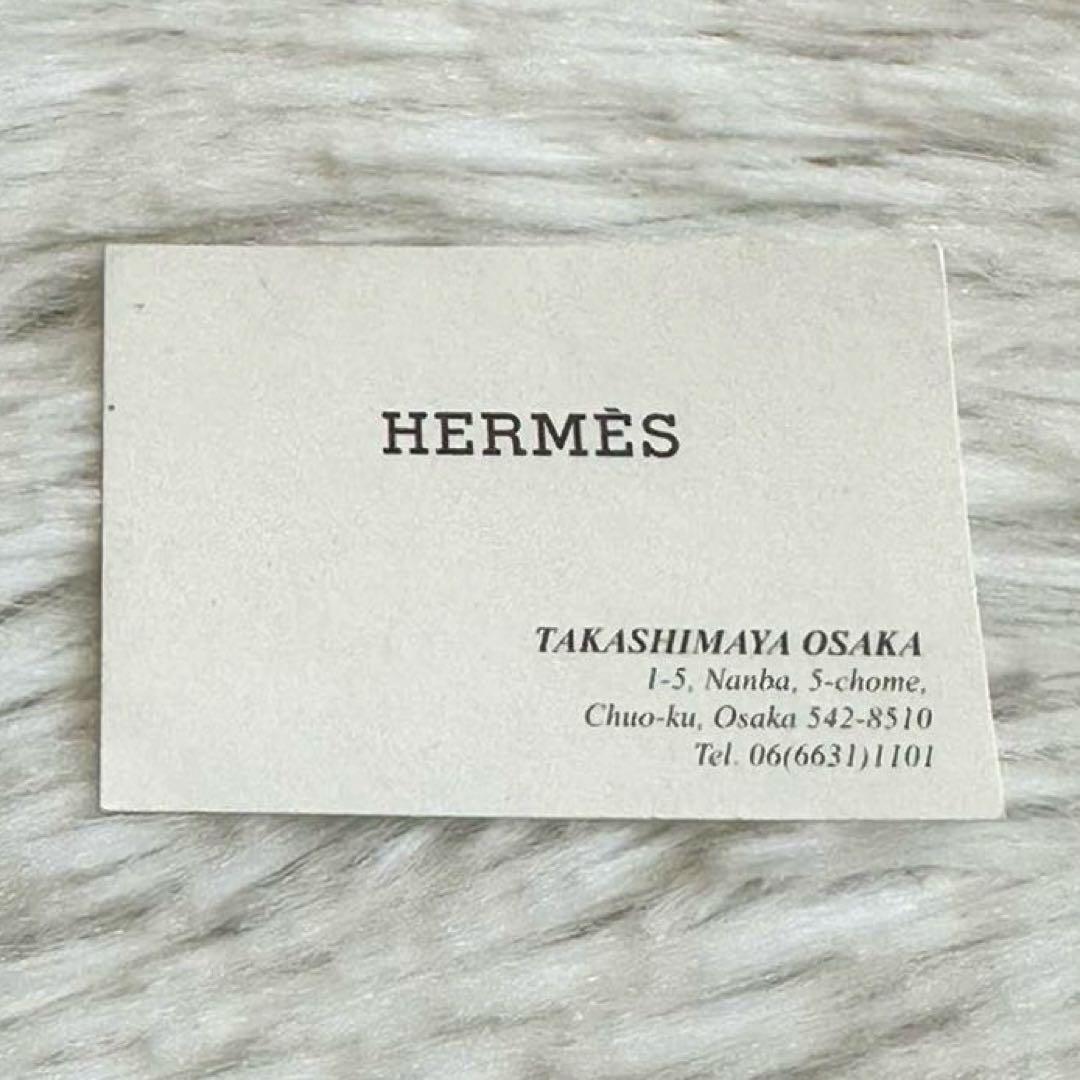 HERMÈS
TAKASHIMAYA OSAKA
1-5, Nanba, 5-chome,
Chuo-ku, Osaka 542-8510
Tel. 06(6631)1101